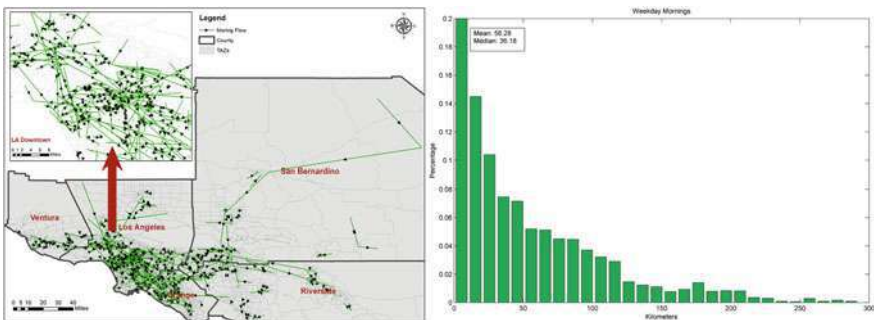 Legend
Moving Flow
County
TAZs
LA Downtown
Miles
San Bernardino
Ventura
Los Angeles
Orange
Riverside
0 5 10 20 30 40
Miles
Weekday Mornings
Mean: 56.28
Median: 36.18
Percentage
0.2
0.18
0.16
0.14
0.12
0.1
0.08
0.06
0.04
0.02
0
0 50 100 150 200 250 300
Kilometers